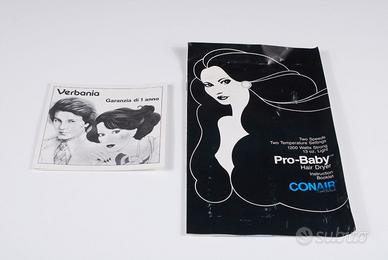 Verbania
Garanzia di 1 anno
Two Speeds
Two Temperature Settings
1200 Watts Strong
13 oz. Light
Pro-Baby™
Hair Dryer
Instruction
Booklet
CONAIR
subito